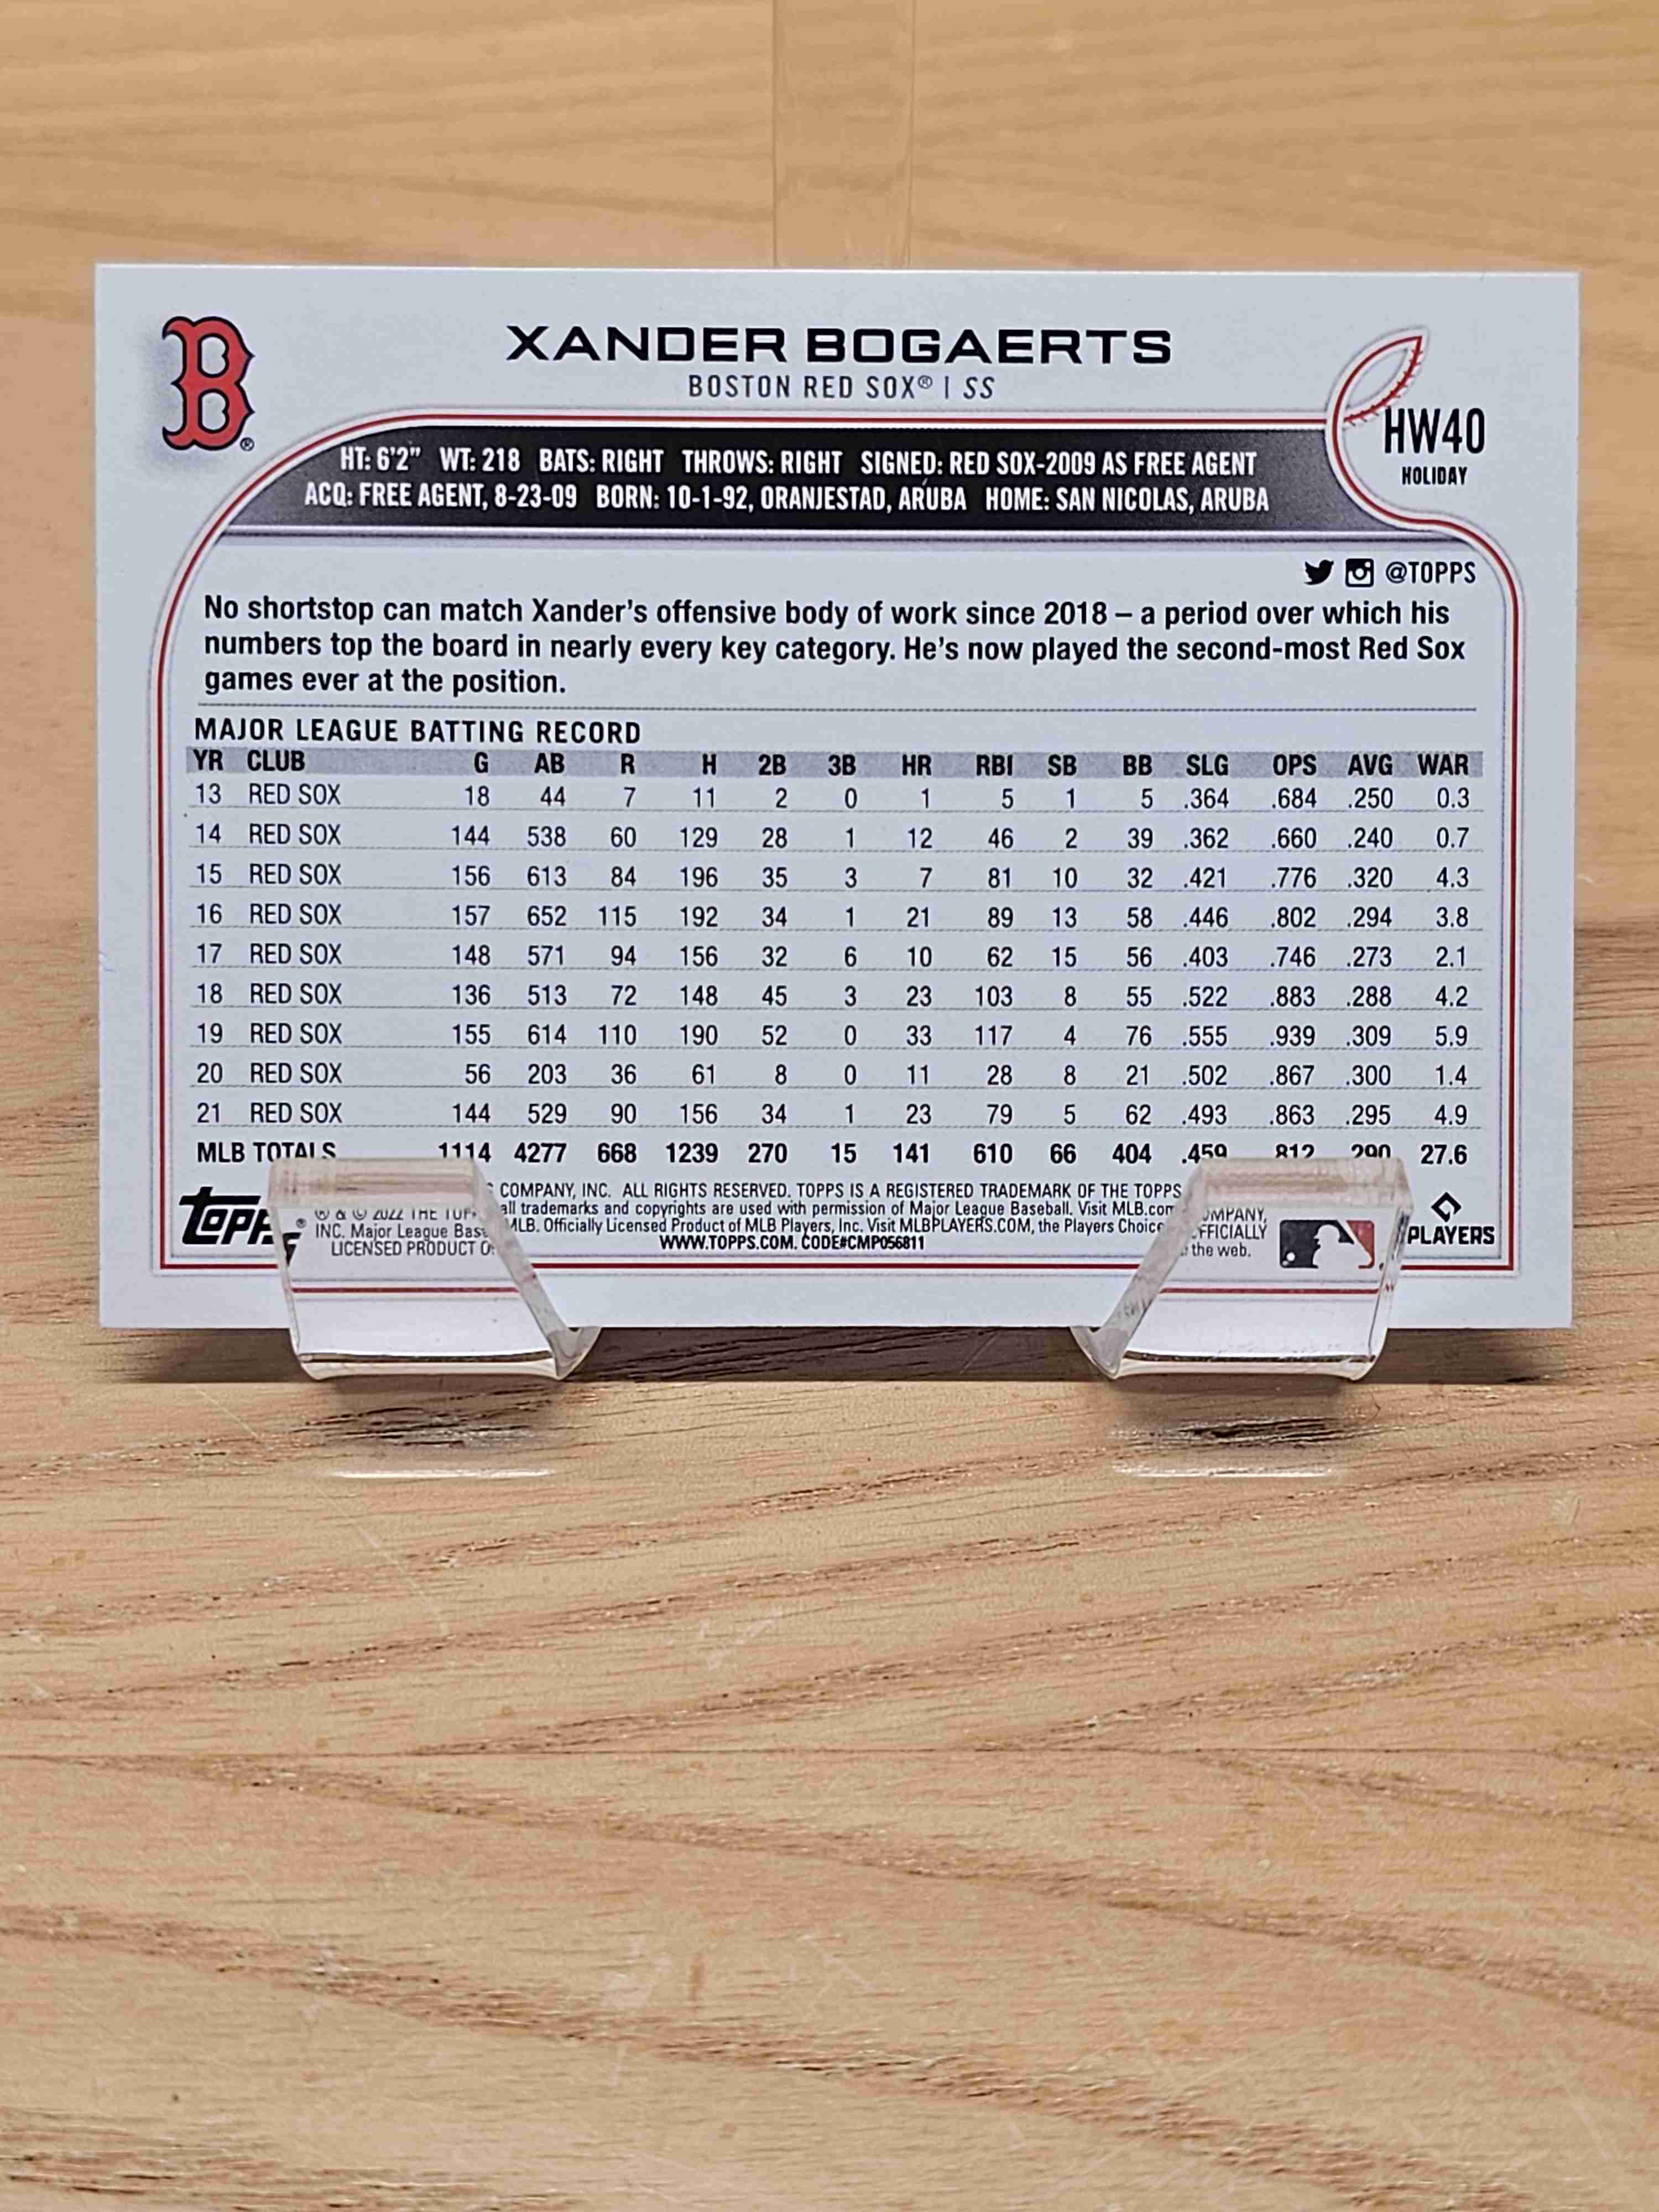 B
XANDER BOGAERTS
BOSTON RED SOX® | SS
HW40
HOLIDAY
HT: 6'2" WT: 218 BATS: RIGHT THROWS: RIGHT SIGNED: RED SOX-2009 AS FREE AGENT
ACQ: FREE AGENT, 8-23-09 BORN: 10-1-92, ORANJESTAD, ARUBA HOME: SAN NICOLAS, ARUBA
@TOPPS
No shortstop can match Xander's offensive body of work since 2018 – a period over which his
numbers top the board in nearly every key category. He's now played the second-most Red Sox
games ever at the position.
MAJOR LEAGUE BATTING RECORD
YR CLUB G AB R H 2B 3B HR RBI SB BB SLG OPS AVG WAR
13 RED SOX 18 44 7 11 2 0 1 5 1 5 .364 .684 .250 0.3
14 RED SOX 144 538 60 129 28 1 12 46 2 39 .362 .660 .240 0.7
15 RED SOX 156 613 84 196 35 3 7 81 10 32 .421 .776 .320 4.3
16 RED SOX 157 652 115 192 34 1 21 89 13 58 .446 .802 .294 3.8
17 RED SOX 148 571 94 156 32 6 10 62 15 56 .403 .746 .273 2.1
18 RED SOX 136 513 72 148 45 3 23 103 8 55 .522 .883 .288 4.2
19 RED SOX 155 614 110 190 52 0 33 117 4 76 .555 .939 .309 5.9
20 RED SOX 56 203 36 61 8 0 11 28 8 21 .502 .867 .300 1.4
21 RED SOX 144 529 90 156 34 1 23 79 5 62 .493 .863 .295 4.9
MLB TOTALS 1114 4277 668 1239 270 15 141 610 66 404 .459 .812 .290 27.6
Topps ® & © 2022 THE COMPANY, INC. ALL RIGHTS RESERVED. TOPPS IS A REGISTERED TRADEMARK OF THE TOPPS
INC. Major League all trademarks and copyrights are used with permission of Major League Baseball. Visit MLB.com
LICENSED PRODUCT MLB. Officially Licensed Product of MLB Players, Inc. Visit MLBPLAYERS.COM, the Players Choice the web.
WWW.TOPPS.COM. CODE#CMP056811
PLAYERS